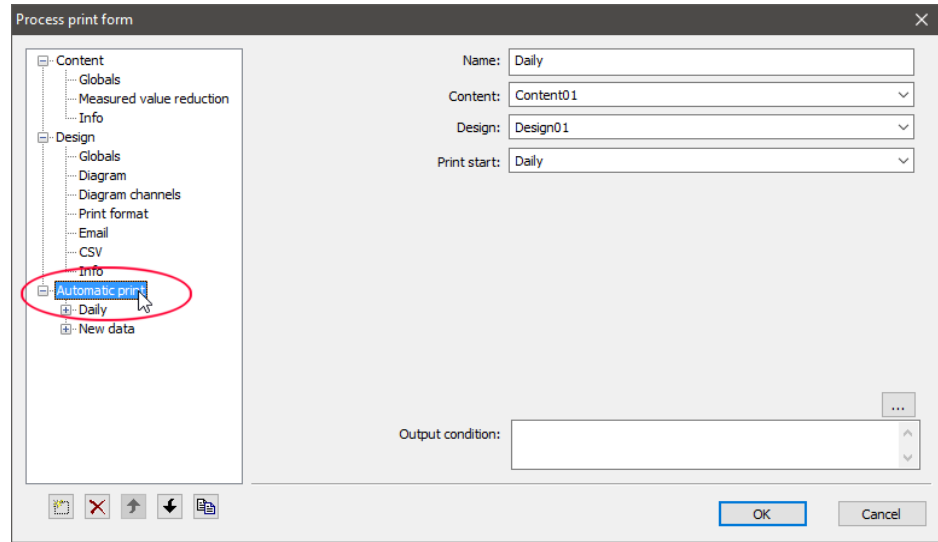 Process print form
Content
Globals
Measured value reduction
Info
Design
Globals
Diagram
Diagram channels
Print format
Email
CSV
Info
Automatic print
Daily
New data
Name: Daily
Content: Content01
Design: Design01
Print start: Daily
...
Output condition:
OK Cancel